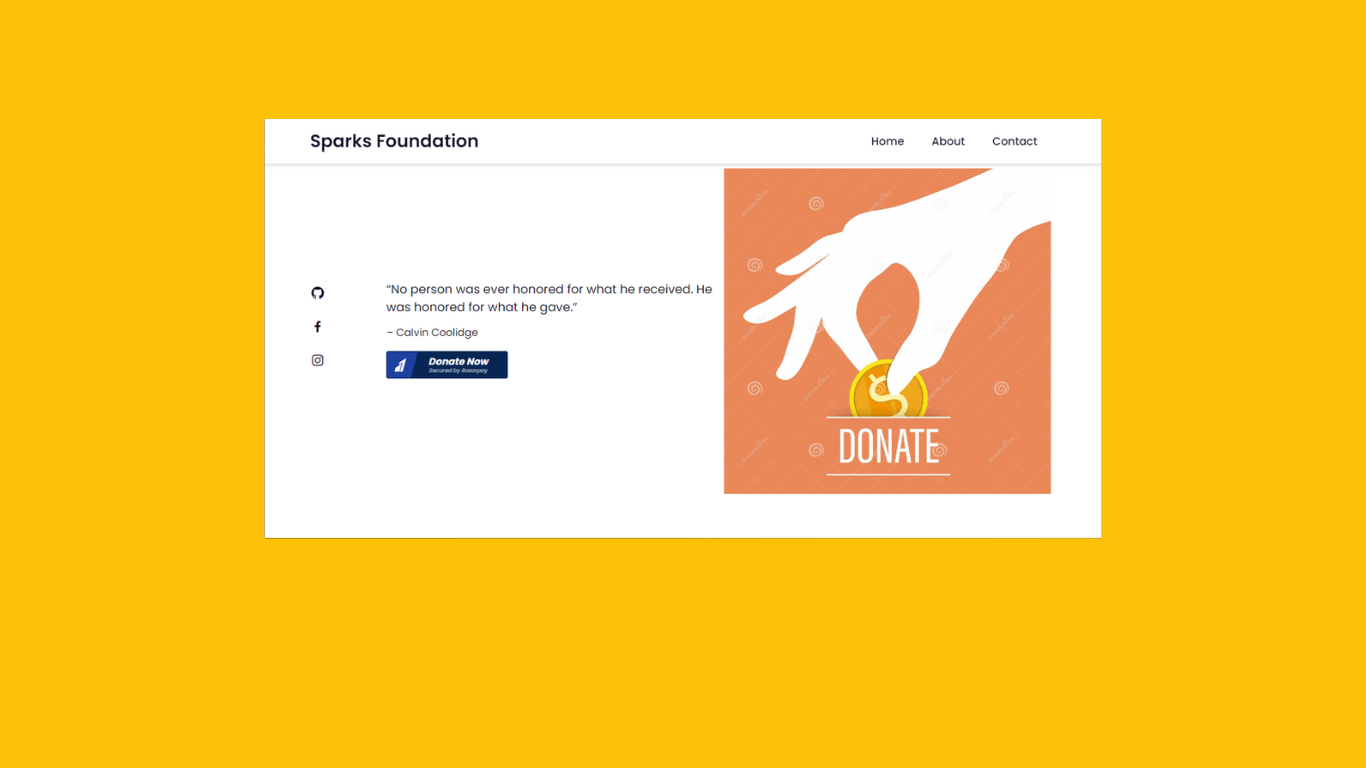 Sparks Foundation
Home About Contact
“No person was ever honored for what he received. He
was honored for what he gave.”
– Calvin Coolidge
Donate Now
Secured by Razorpay
DONATE